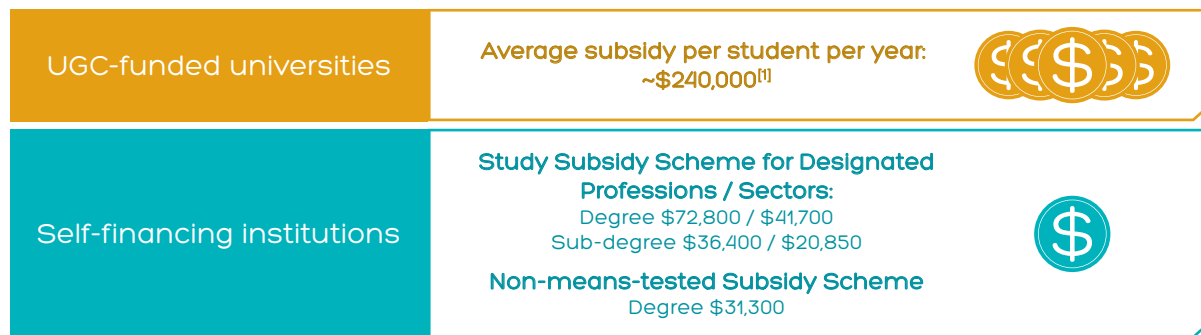 UGC-funded universities
Average subsidy per student per year:
~$240,000[1]
$ $ $ $ $
Self-financing institutions
Study Subsidy Scheme for Designated
Professions / Sectors:
Degree $72,800 / $41,700
Sub-degree $36,400 / $20,850
Non-means-tested Subsidy Scheme
Degree $31,300
$